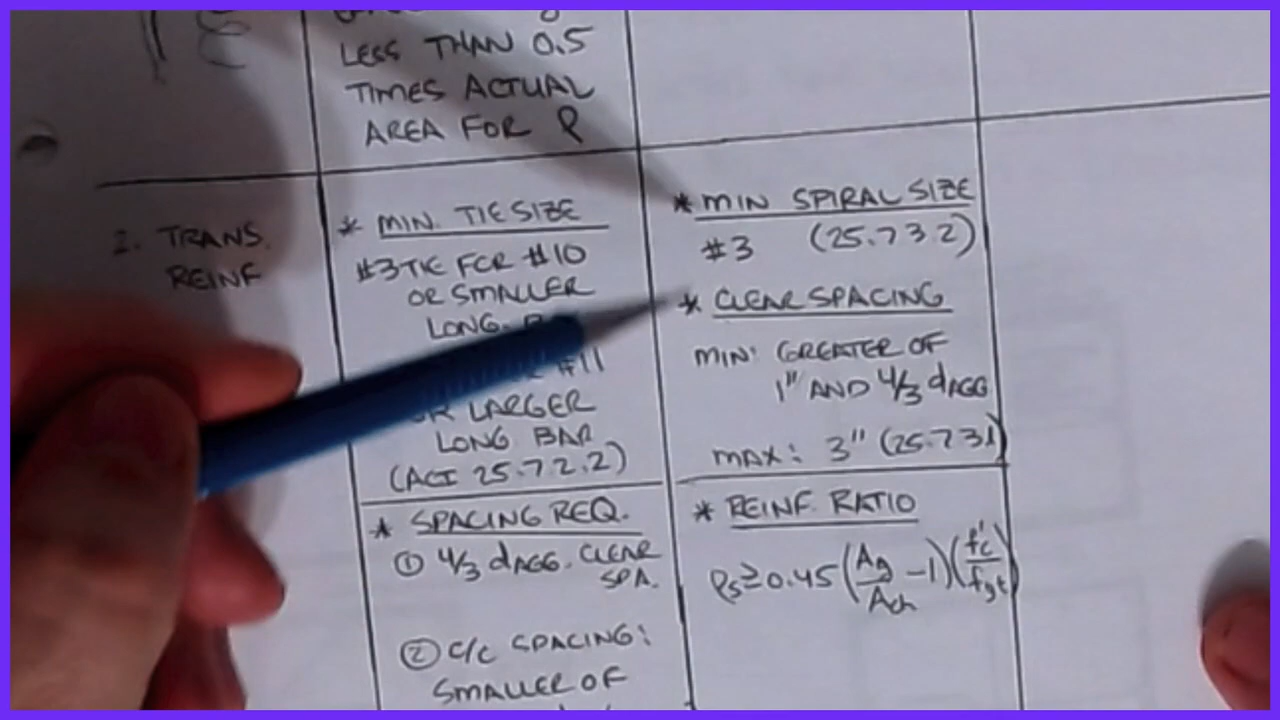 LESS THAN 0.5
TIMES ACTUAL
AREA FOR P
2. TRANS.
REINF
* MIN. TIE SIZE
#3 TIE FOR #10
OR SMALLER
LONG.
#11
OR LARGER
LONG BAR
(ACI 25.7.2.2)
* SPACING REQ.
① 4/3 dAGG. CLEAR
SPA.
② C/C SPACING:
SMALLER OF
* MIN SPIRAL SIZE
#3 (25.7.3.2)
* CLEAR SPACING
MIN: GREATER OF
1" AND 4/3 dAGG
MAX: 3" (25.7.3.1)
* REINF. RATIO
ρs ≥ 0.45 (Ag/Ach - 1)(f'c/fyt)